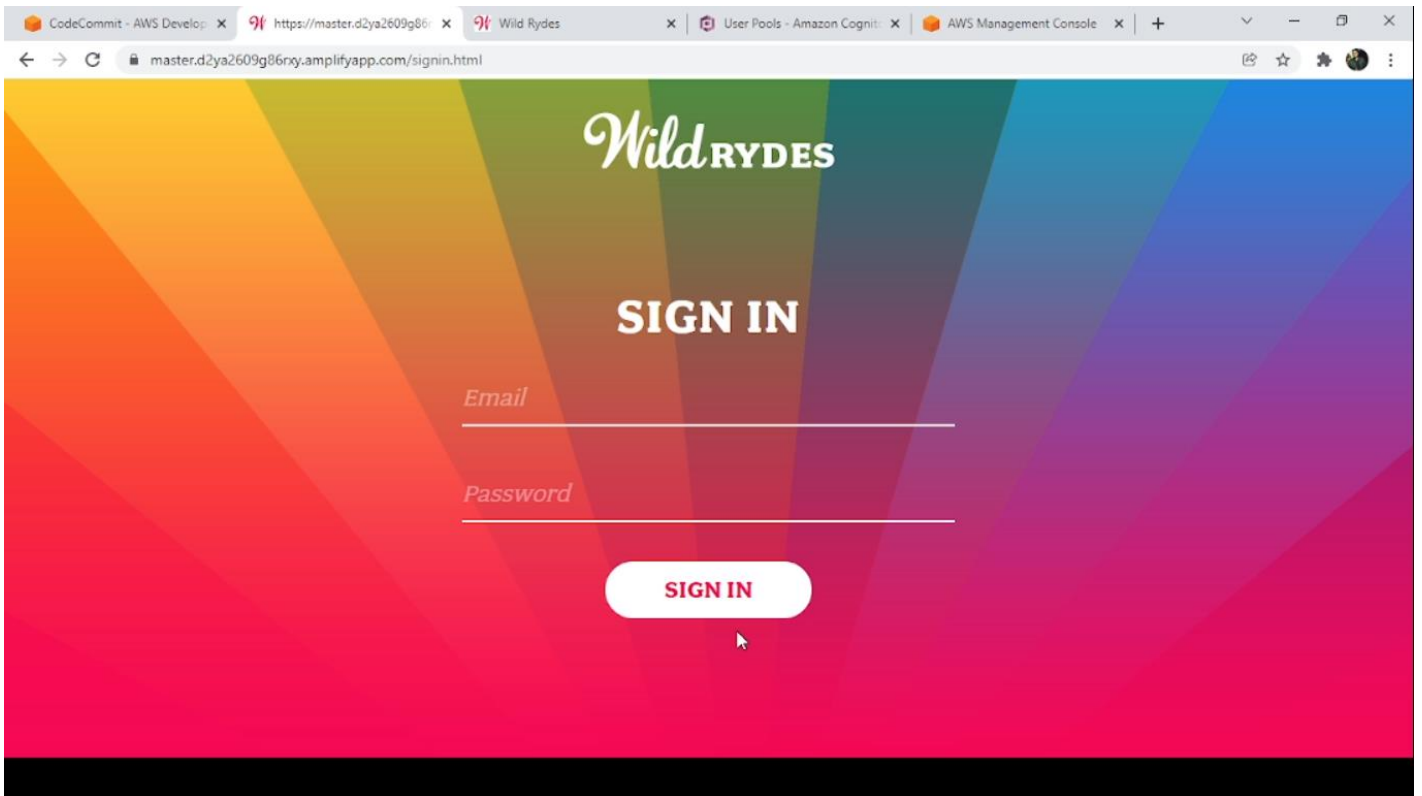 CodeCommit - AWS Develop
https://master.d2ya2609g86r
Wild Rydes
User Pools - Amazon Cognit
AWS Management Console
master.d2ya2609g86rxy.amplifyapp.com/signin.html
Wild RYDES
SIGN IN
Email
Password
SIGN IN